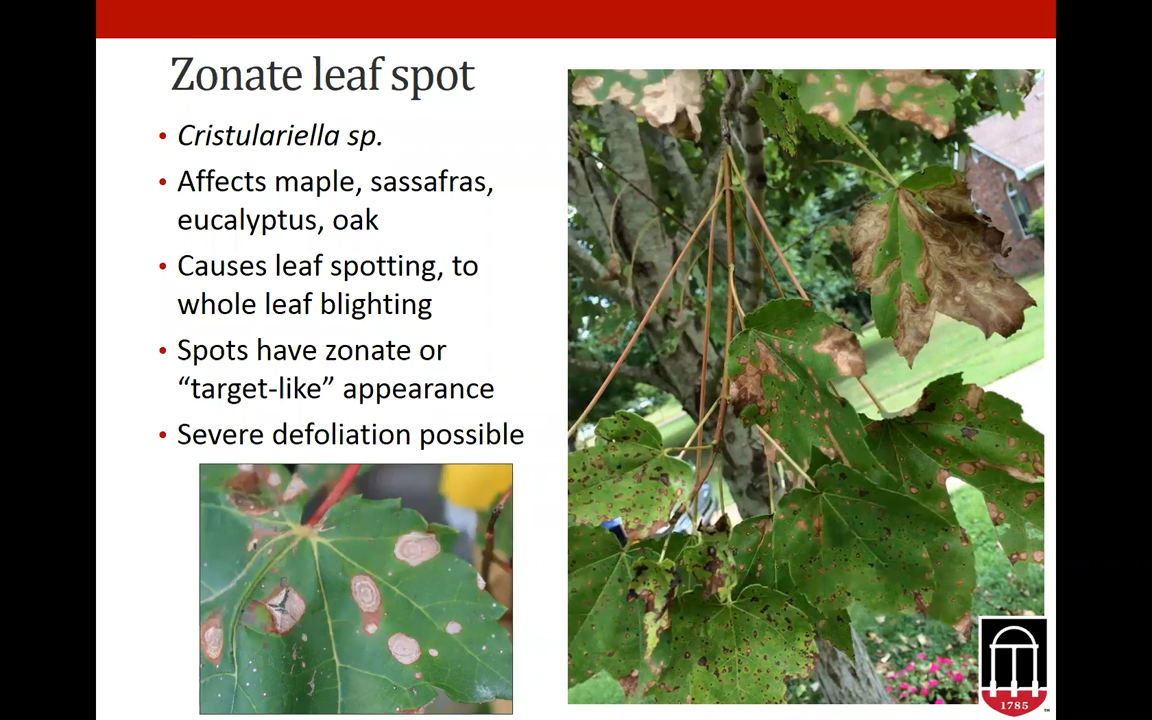 Zonate leaf spot
• Cristulariella sp.
• Affects maple, sassafras,
eucalyptus, oak
• Causes leaf spotting, to
whole leaf blighting
• Spots have zonate or
“target-like” appearance
• Severe defoliation possible
1785
TM